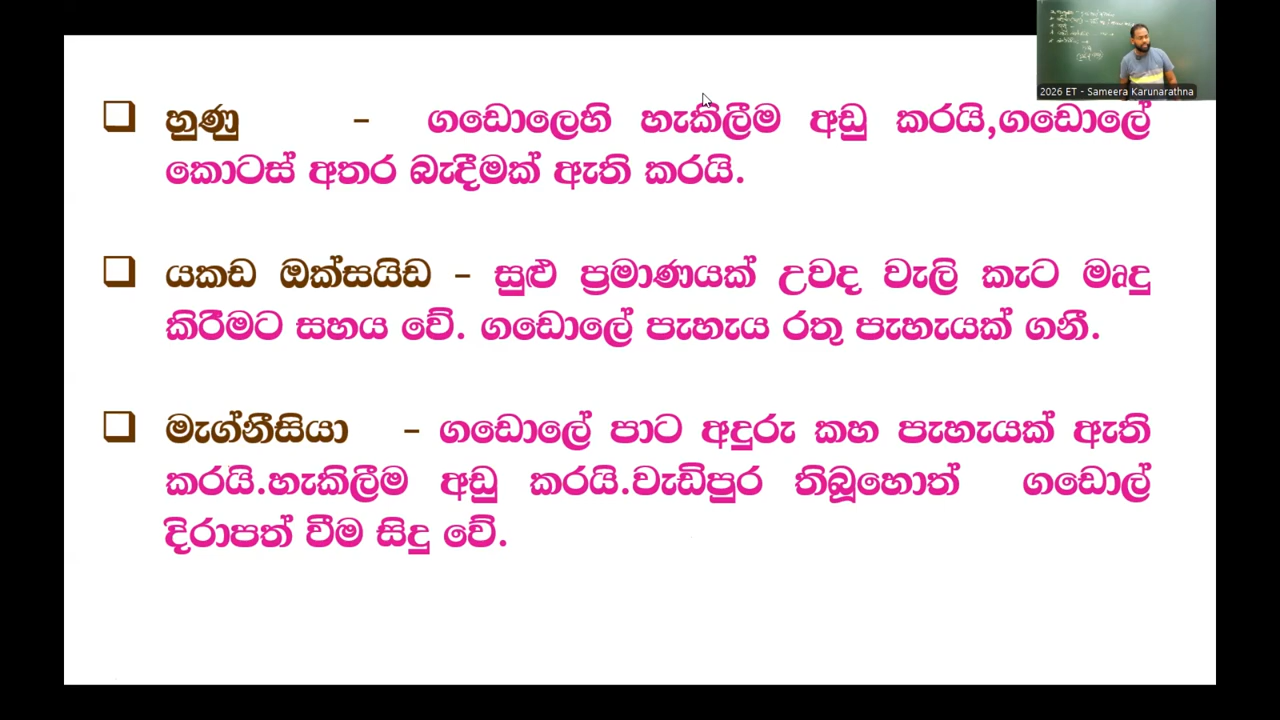 2026 ET - Sameera Karunarathna
❑ හුණු – ගඩොලෙහි හැකිලීම අඩු කරයි,ගඩොලේ
කොටස් අතර බැඳීමක් ඇති කරයි.
❑ යකඩ ඔක්සයිඩ – සුළු ප්‍රමාණයක් උවද වැලි කැට මෘදු
කිරීමට සහය වේ. ගඩොලේ පැහැය රතු පැහැයක් ගනී.
❑ මැග්නීසියා – ගඩොලේ පාට අඳුරු කහ පැහැයක් ඇති
කරයි.හැකිලීම අඩු කරයි.වැඩිපුර තිබූහොත් ගඩොල්
දිරාපත් වීම සිදු වේ.